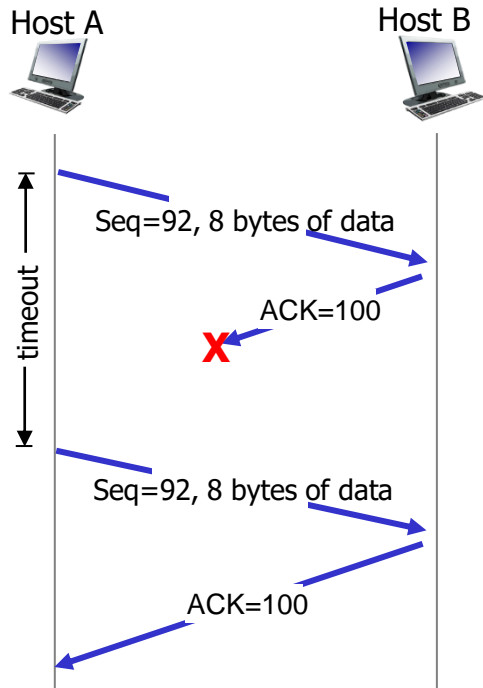 Host A
Host B
Seq=92, 8 bytes of data
ACK=100
X
timeout
Seq=92, 8 bytes of data
ACK=100